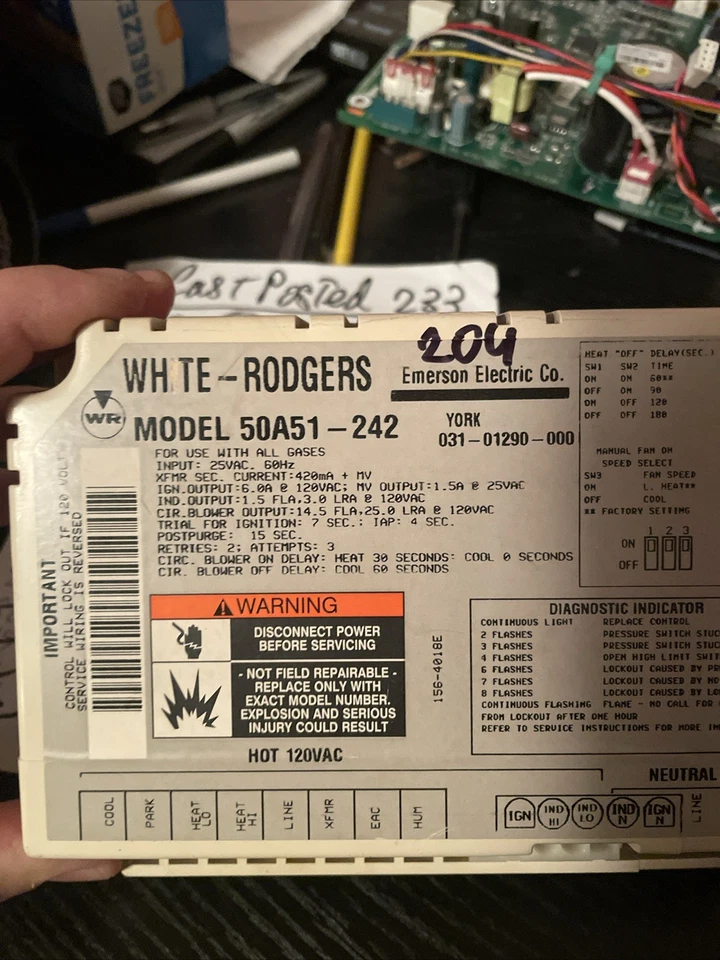 FREEZE
Last Posted 233
204
WHITE-RODGERS
Emerson Electric Co.
WR
MODEL 50A51-242
YORK
031-01290-000
FOR USE WITH ALL GASES
INPUT: 25VAC. 60Hz
XFMR SEC. CURRENT:420mA + MV
IGN.OUTPUT:6.0A @ 120VAC; MV OUTPUT:1.5A @ 25VAC
IND.OUTPUT:1.5 FLA,3.0 LRA @ 120VAC
CIR.BLOWER OUTPUT:14.5 FLA,25.0 LRA @ 120VAC
TRIAL FOR IGNITION: 7 SEC.; IAP: 4 SEC.
POSTPURGE: 15 SEC.
RETRIES: 2; ATTEMPTS: 3
CIRC. BLOWER ON DELAY: HEAT 30 SECONDS: COOL 0 SECONDS
CIR. BLOWER OFF DELAY: COOL 60 SECONDS
HEAT "OFF" DELAY(SEC.)
SW1 SW2 TIME
ON ON 60**
OFF ON 90
ON OFF 120
OFF OFF 180
MANUAL FAN ON
SPEED SELECT
SW3 FAN SPEED
ON L. HEAT**
OFF COOL
** FACTORY SETTING
1 2 3
ON
OFF
IMPORTANT
CONTROL WILL LOCK OUT IF 120 VOLT
SERVICE WIRING IS REVERSED
WARNING
DISCONNECT POWER
BEFORE SERVICING
- NOT FIELD REPAIRABLE -
REPLACE ONLY WITH
EXACT MODEL NUMBER.
EXPLOSION AND SERIOUS
INJURY COULD RESULT
156-4018E
DIAGNOSTIC INDICATOR
CONTINUOUS LIGHT REPLACE CONTROL
2 FLASHES PRESSURE SWITCH STUC
3 FLASHES PRESSURE SWITCH STUC
4 FLASHES OPEN HIGH LIMIT SWIT
6 FLASHES LOCKOUT CAUSED BY PR
7 FLASHES LOCKOUT CAUSED BY NO
8 FLASHES LOCKOUT CAUSED BY LO
CONTINUOUS FLASHING FLAME - NO CALL FOR
FROM LOCKOUT AFTER ONE HOUR
REFER TO SERVICE INSTRUCTIONS FOR MORE IN
HOT 120VAC
NEUTRAL
COOL PARK HEAT LO HEAT HI LINE XFMR EAC HUM
IGN IND HI IND LO IND N IGN N LINE